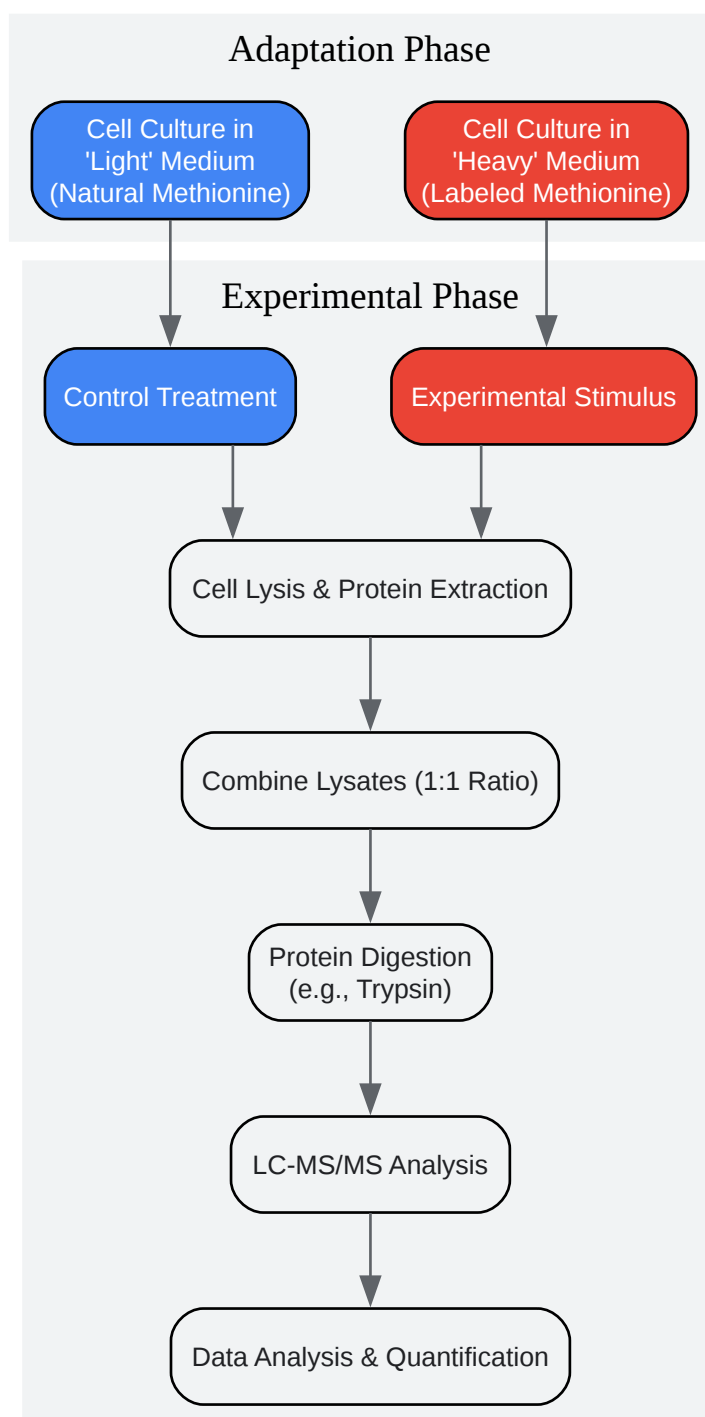 Adaptation Phase
Cell Culture in
'Light' Medium
(Natural Methionine)
Cell Culture in
'Heavy' Medium
(Labeled Methionine)
Experimental Phase
Control Treatment
Experimental Stimulus
Cell Lysis & Protein Extraction
Combine Lysates (1:1 Ratio)
Protein Digestion
(e.g., Trypsin)
LC-MS/MS Analysis
Data Analysis & Quantification